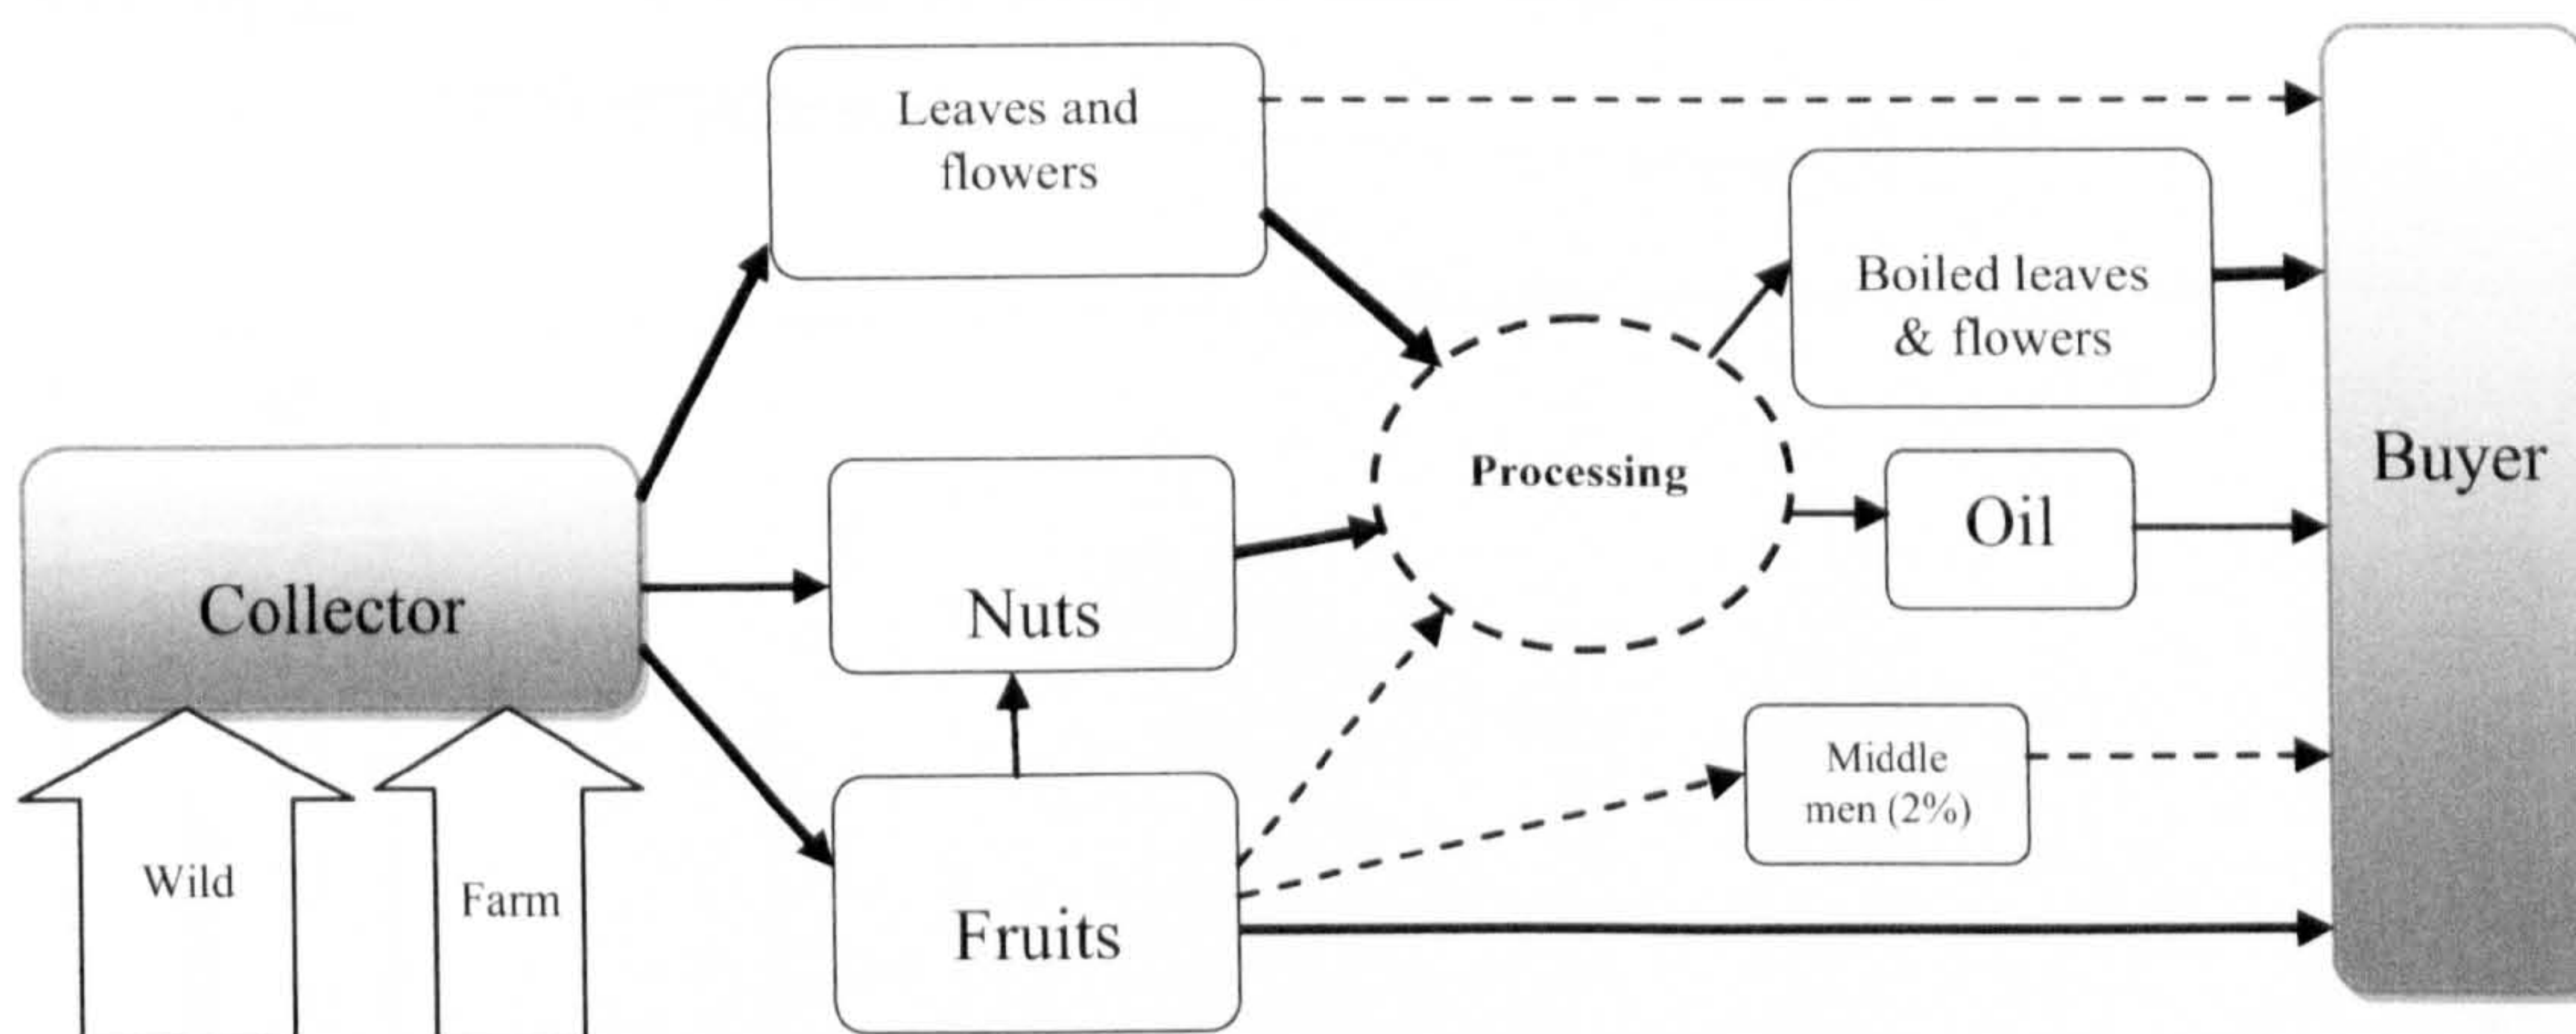 Leaves and
flowers
Boiled leaves
& flowers
Buyer
Processing
Oil
Collector
Nuts
Middle
men (2%)
Wild
Farm
Fruits